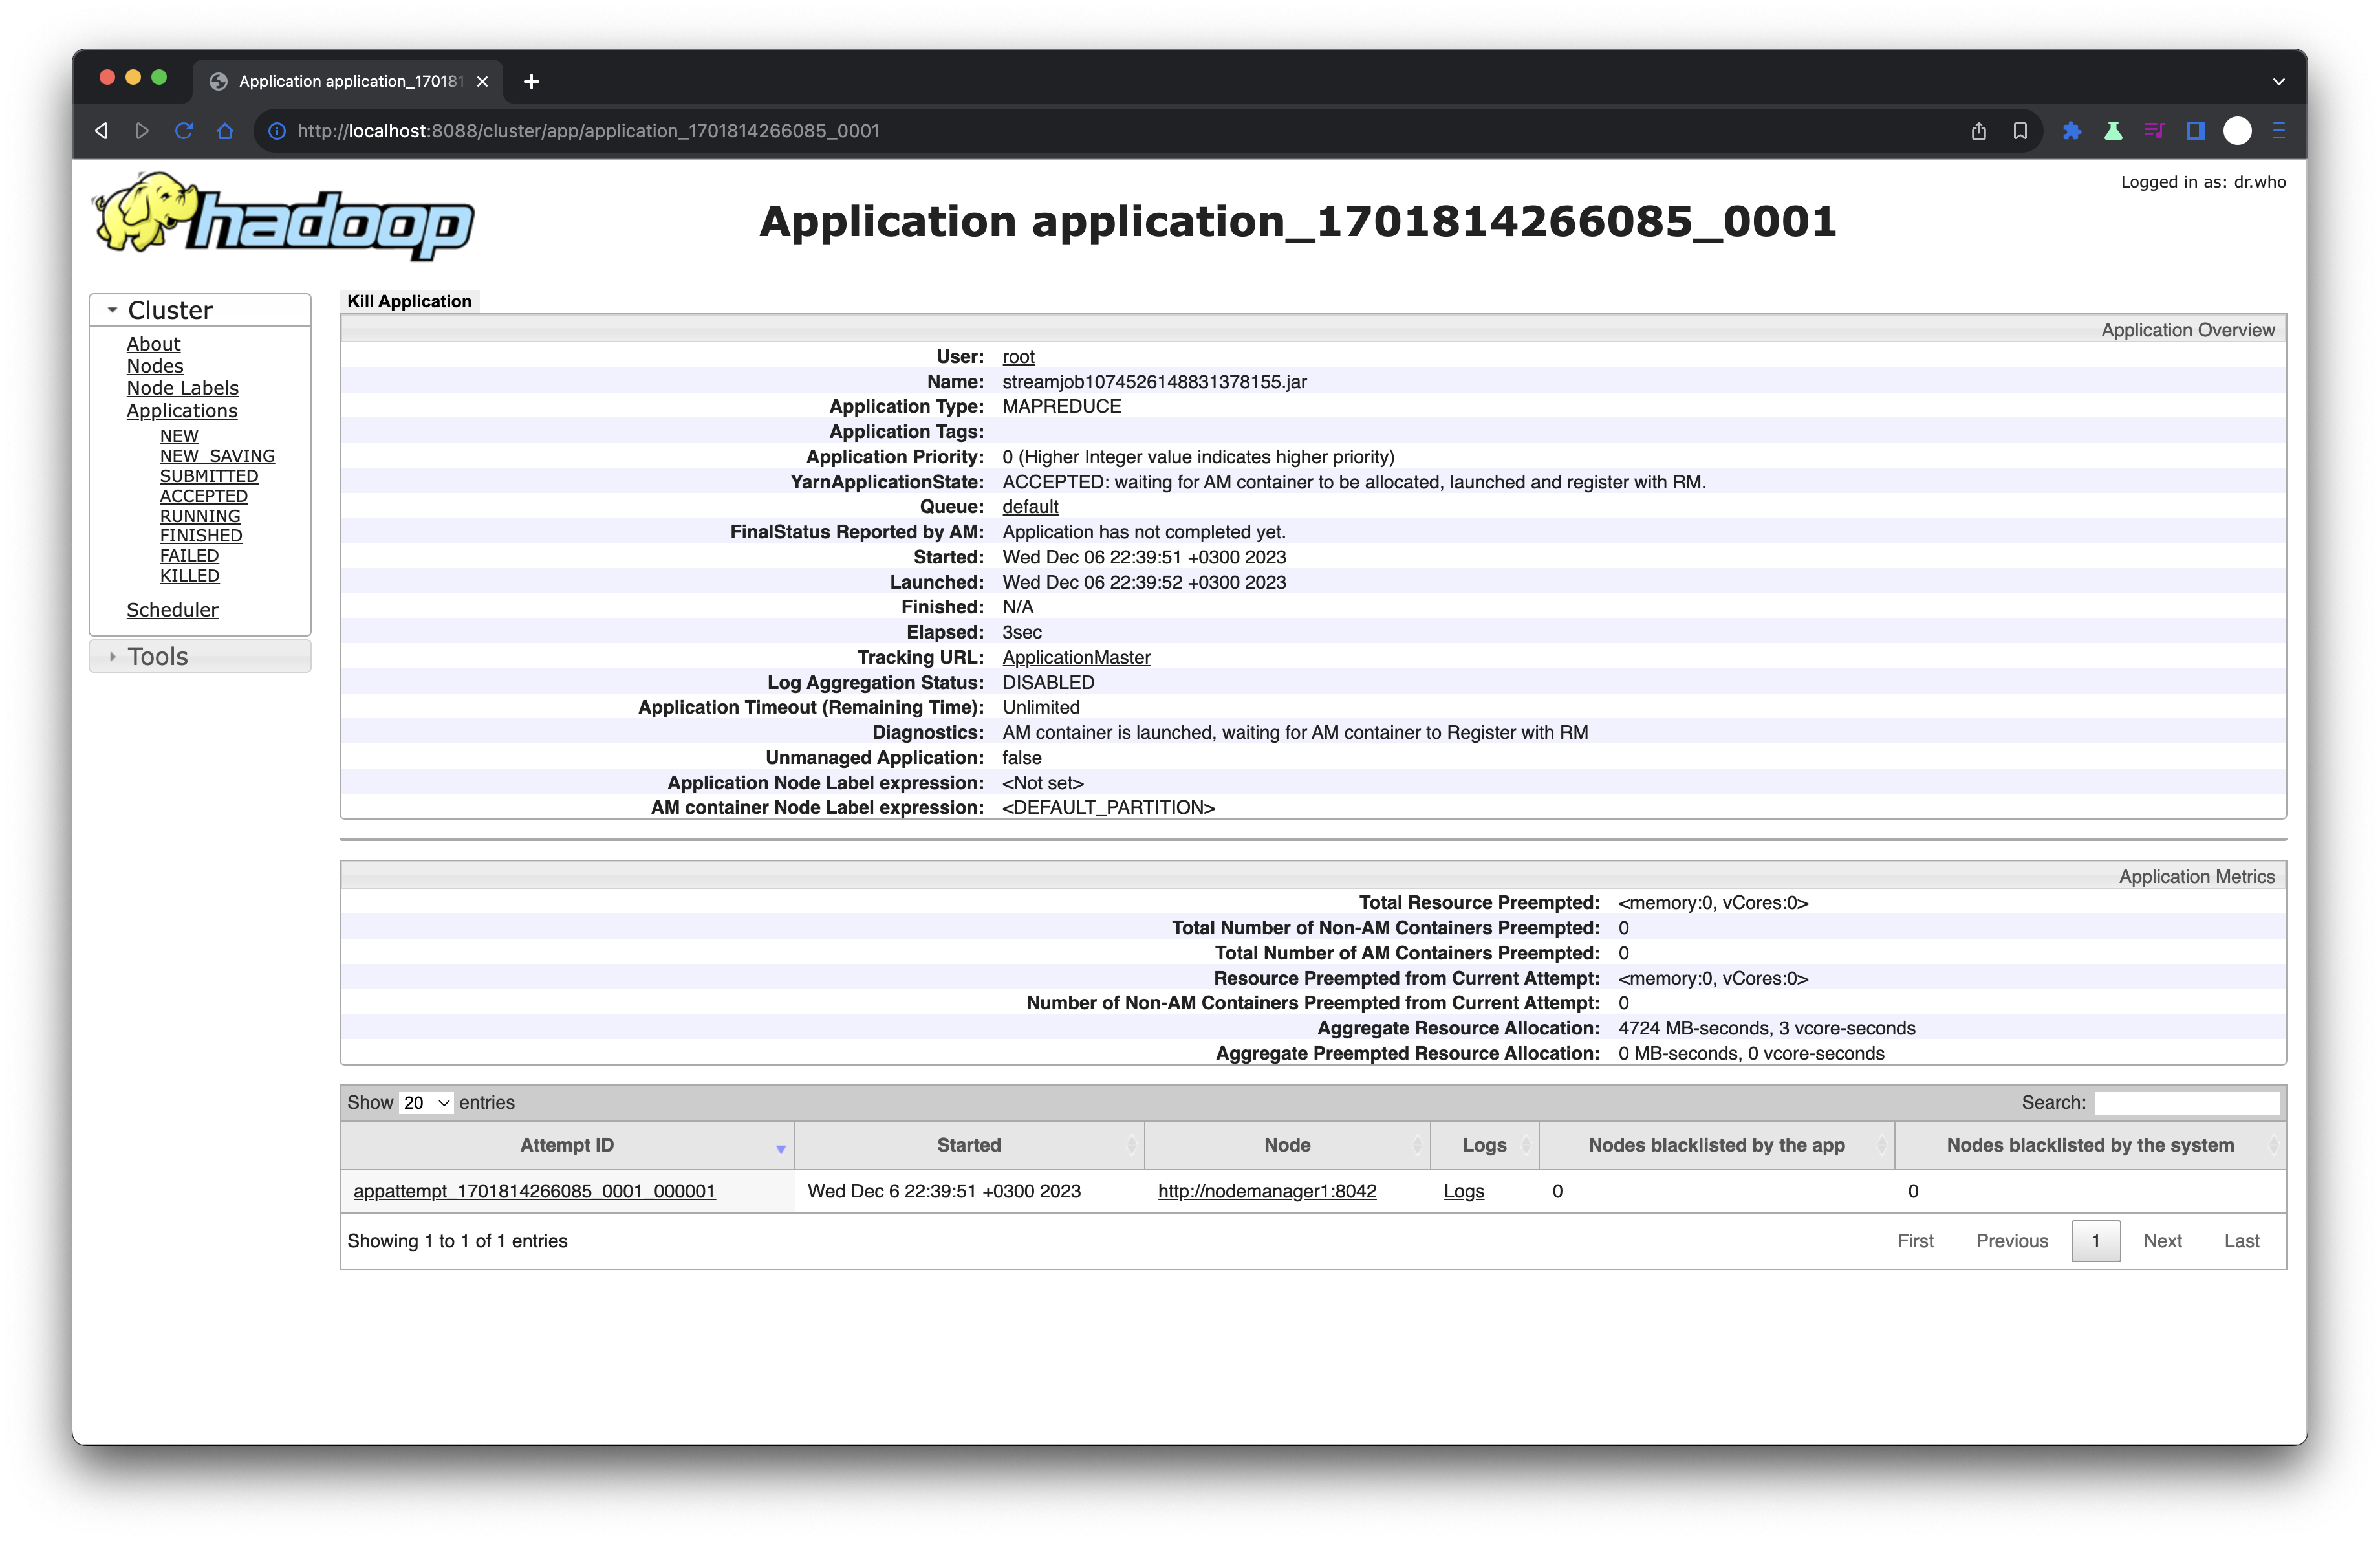 Application application_17018
http://localhost:8088/cluster/app/application_1701814266085_0001
hadoop
Application application_1701814266085_0001
Logged in as: dr.who
Cluster
About
Nodes
Node Labels
Applications
NEW
NEW_SAVING
SUBMITTED
ACCEPTED
RUNNING
FINISHED
FAILED
KILLED
Scheduler
Tools
Kill Application
Application Overview
User: root
Name: streamjob1074526148831378155.jar
Application Type: MAPREDUCE
Application Tags:
Application Priority: 0 (Higher Integer value indicates higher priority)
YarnApplicationState: ACCEPTED: waiting for AM container to be allocated, launched and register with RM.
Queue: default
FinalStatus Reported by AM: Application has not completed yet.
Started: Wed Dec 06 22:39:51 +0300 2023
Launched: Wed Dec 06 22:39:52 +0300 2023
Finished: N/A
Elapsed: 3sec
Tracking URL: ApplicationMaster
Log Aggregation Status: DISABLED
Application Timeout (Remaining Time): Unlimited
Diagnostics: AM container is launched, waiting for AM container to Register with RM
Unmanaged Application: false
Application Node Label expression: <Not set>
AM container Node Label expression: <DEFAULT_PARTITION>
Application Metrics
Total Resource Preempted: <memory:0, vCores:0>
Total Number of Non-AM Containers Preempted: 0
Total Number of AM Containers Preempted: 0
Resource Preempted from Current Attempt: <memory:0, vCores:0>
Number of Non-AM Containers Preempted from Current Attempt: 0
Aggregate Resource Allocation: 4724 MB-seconds, 3 vcore-seconds
Aggregate Preempted Resource Allocation: 0 MB-seconds, 0 vcore-seconds
Show 20 entries Search:
Attempt ID Started Node Logs Nodes blacklisted by the app Nodes blacklisted by the system
appattempt_1701814266085_0001_000001 Wed Dec 6 22:39:51 +0300 2023 http://nodemanager1:8042 Logs 0 0
Showing 1 to 1 of 1 entries First Previous 1 Next Last